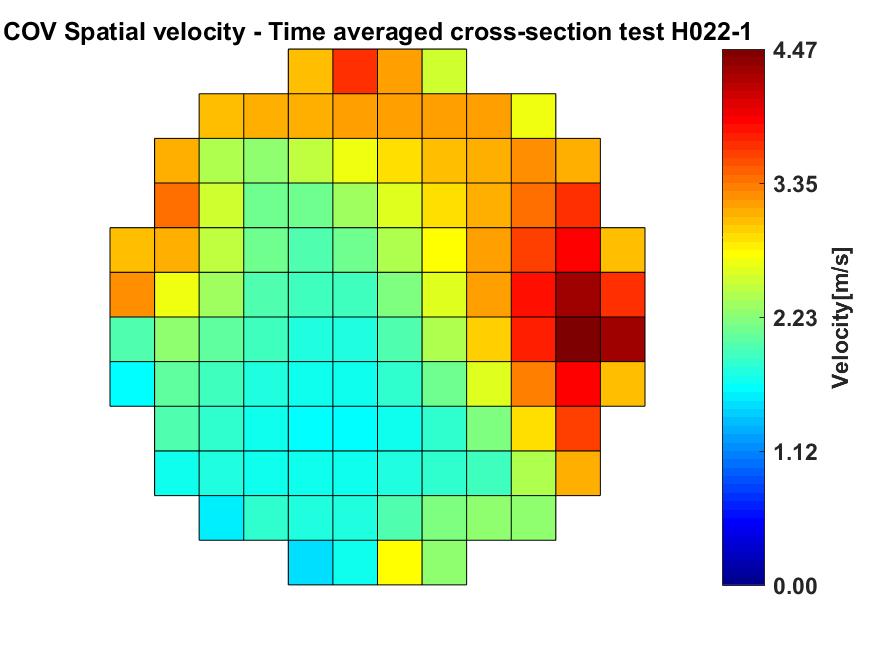 COV Spatial velocity - Time averaged cross-section test H022-1
4.47
3.35
2.23
1.12
0.00
Velocity[m/s]